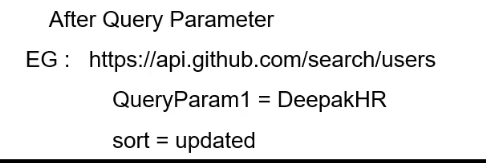 After Query Parameter
EG : https://api.github.com/search/users
QueryParam1 = DeepakHR
sort = updated